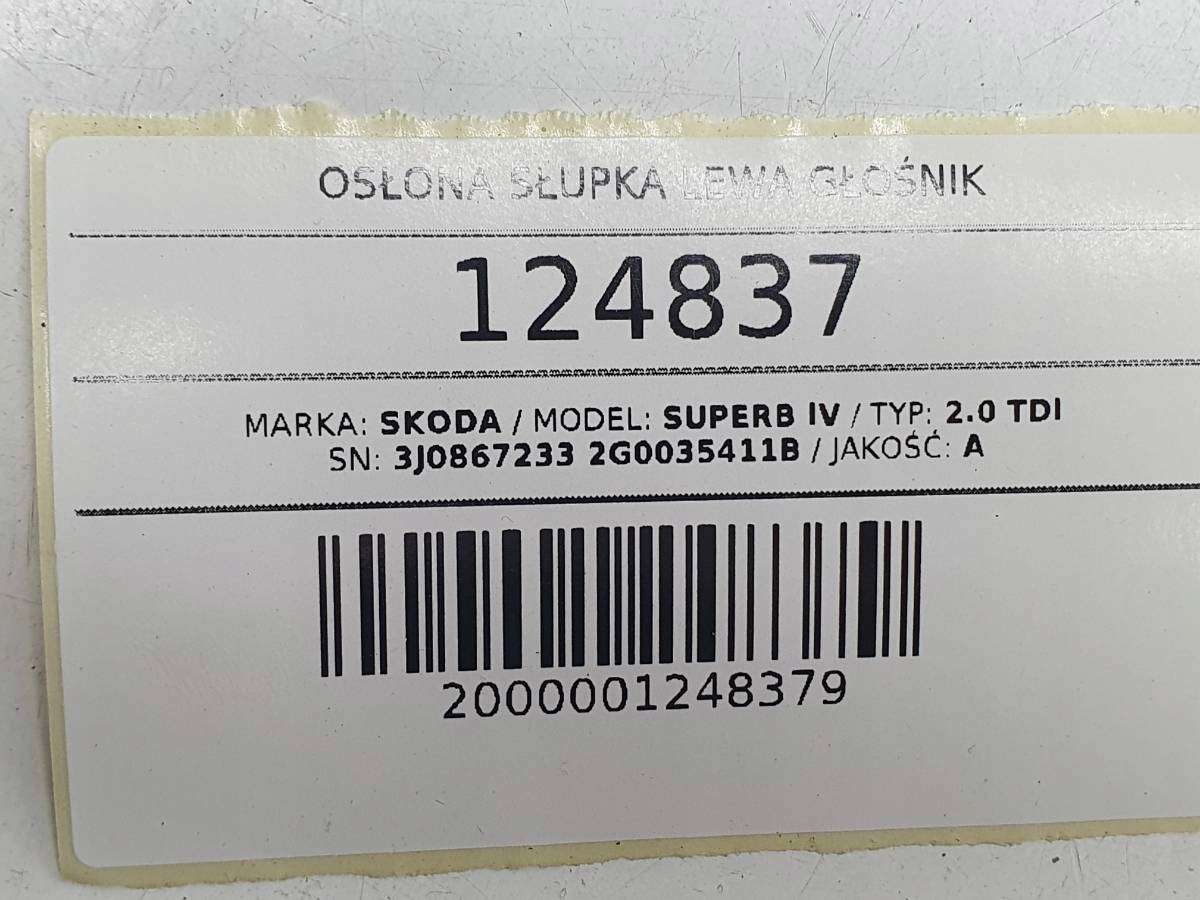 OSŁONA SŁUPKA LEWA GŁOŚNIK
124837
MARKA: SKODA / MODEL: SUPERB IV / TYP: 2.0 TDI
SN: 3J0867233 2G0035411B / JAKOŚĆ: A
2000001248379